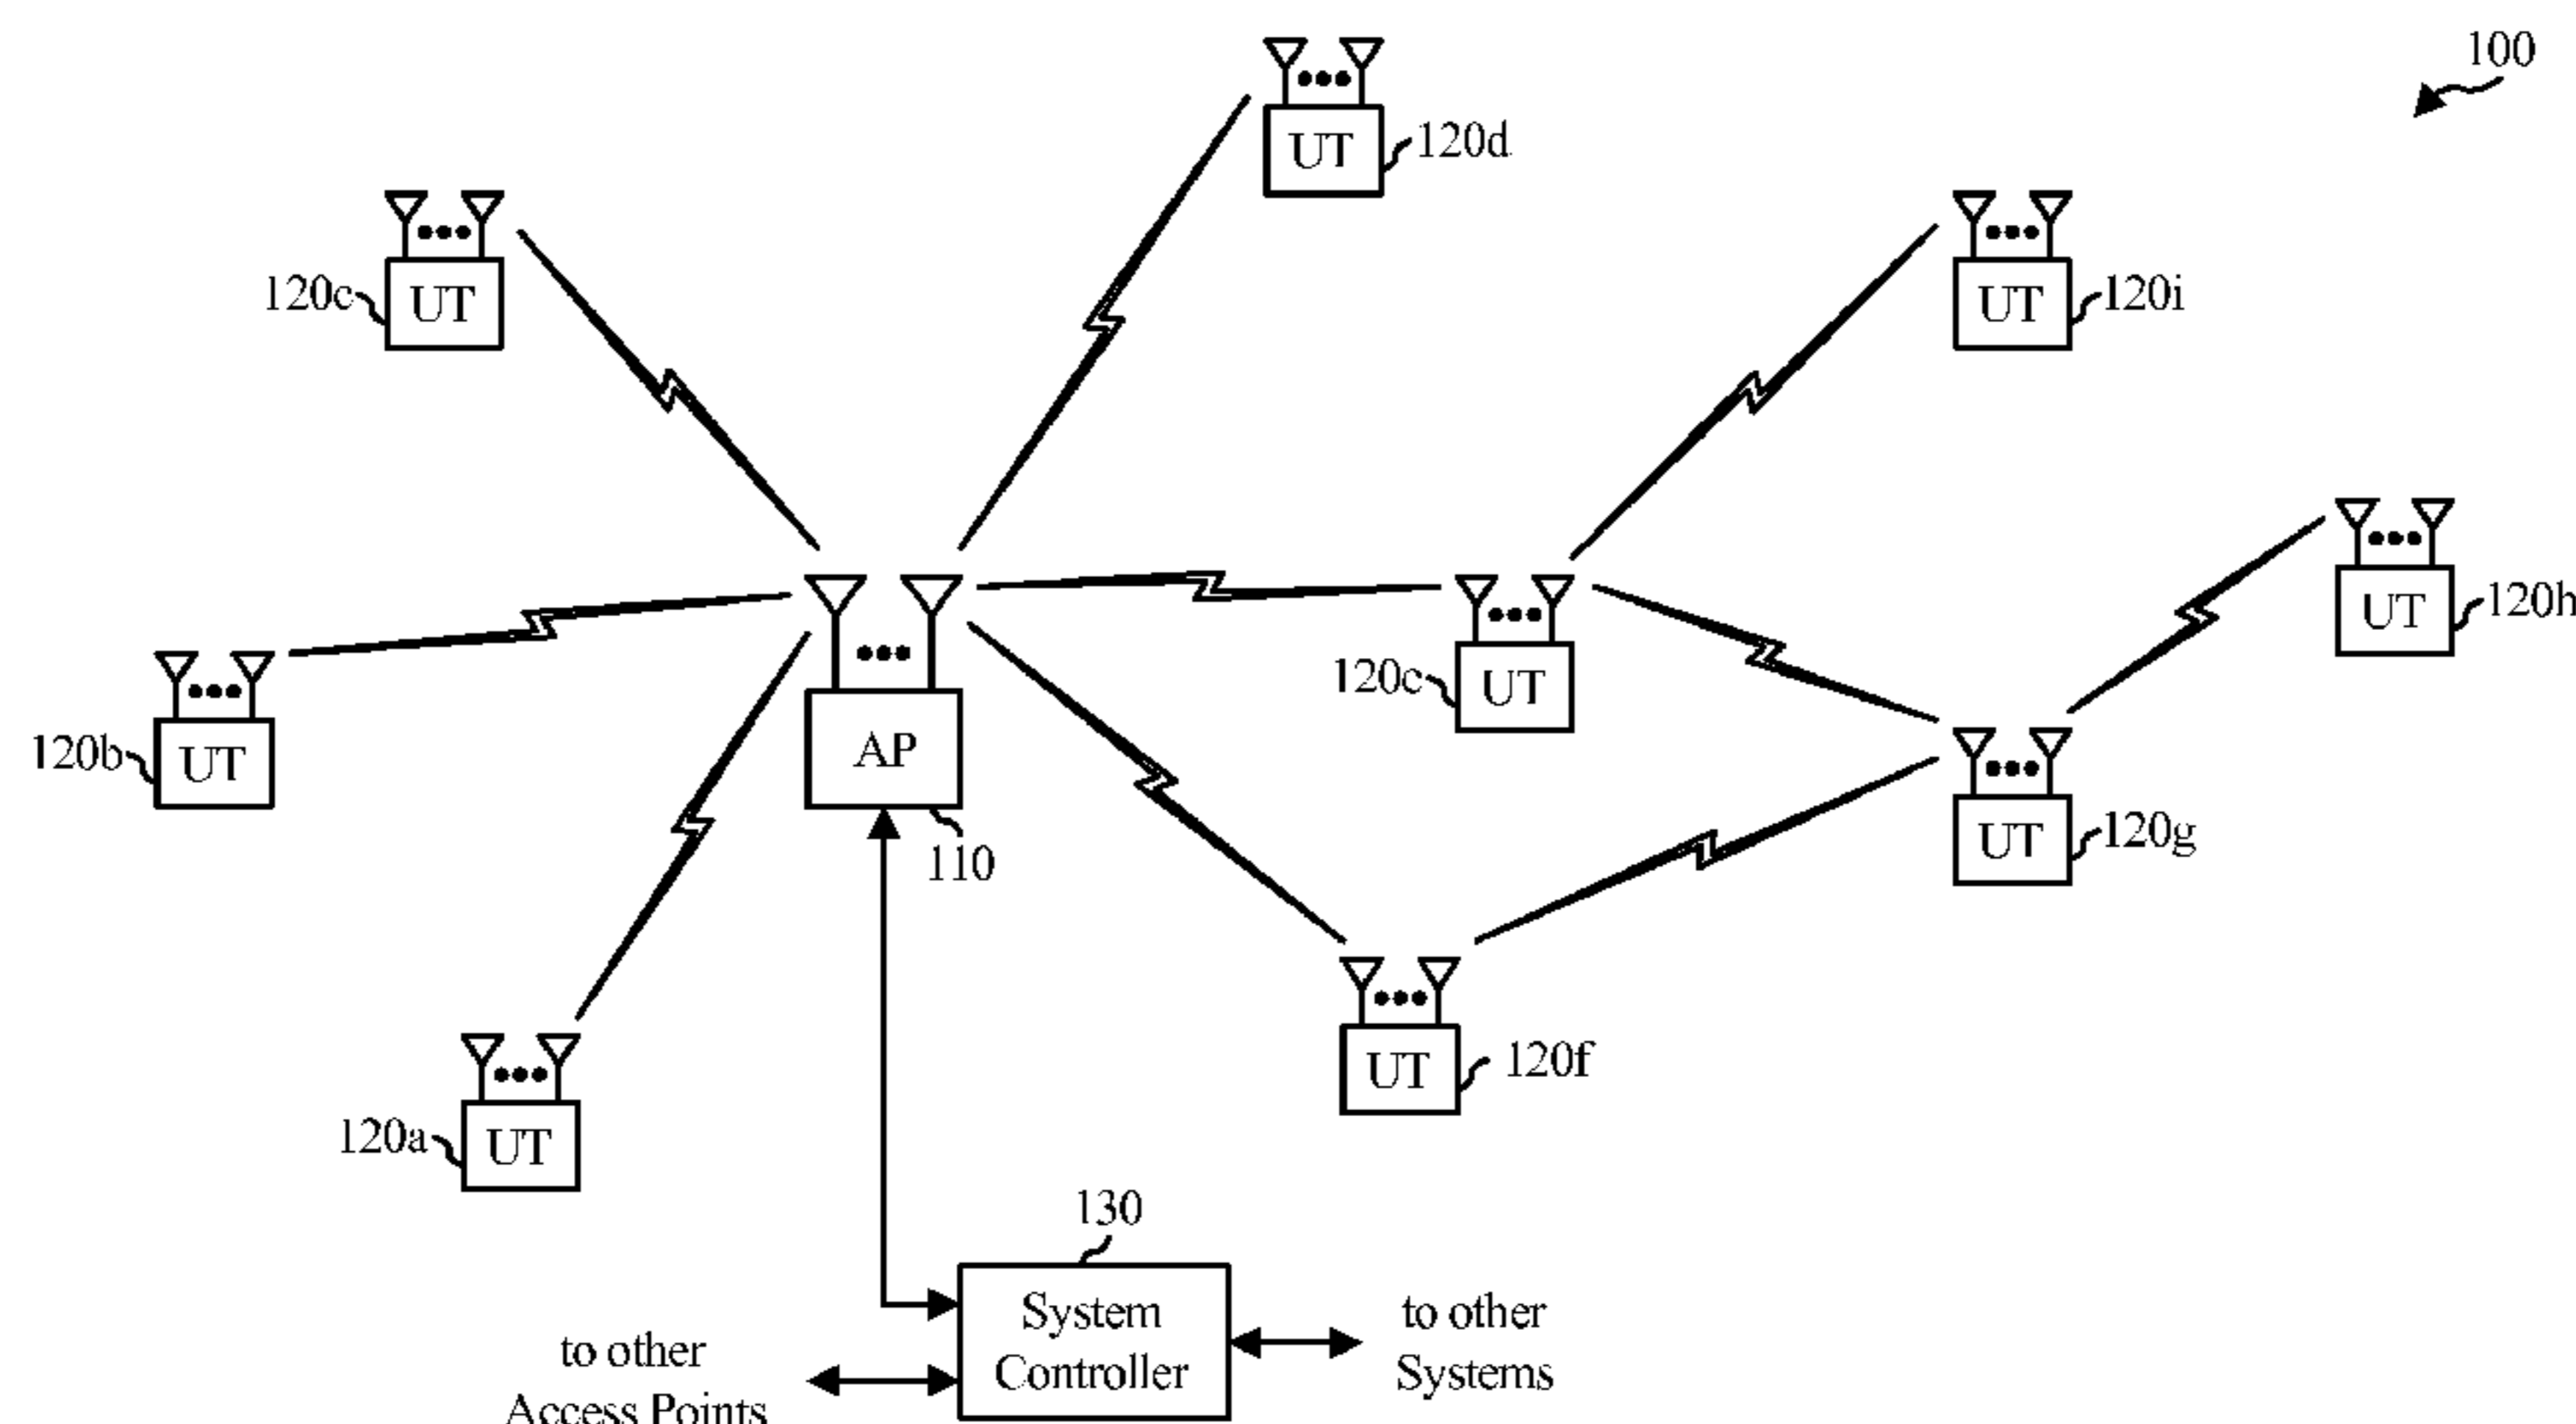 100
UT
120d
UT
120c
UT
120i
UT
120h
UT
120c
UT
120b
AP
110
UT
120g
UT
120f
UT
120a
130
System
Controller
to other
Systems
to other
Access Points